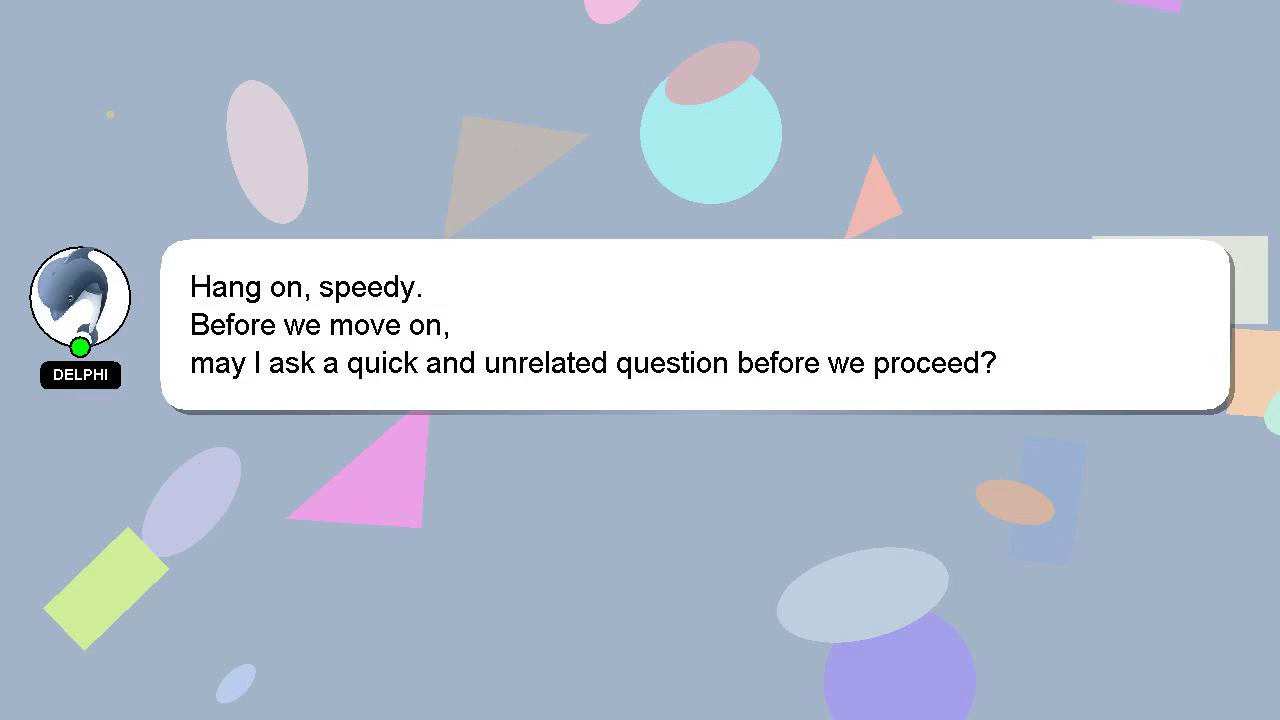 Hang on, speedy.
Before we move on,
may I ask a quick and unrelated question before we proceed?
DELPHI